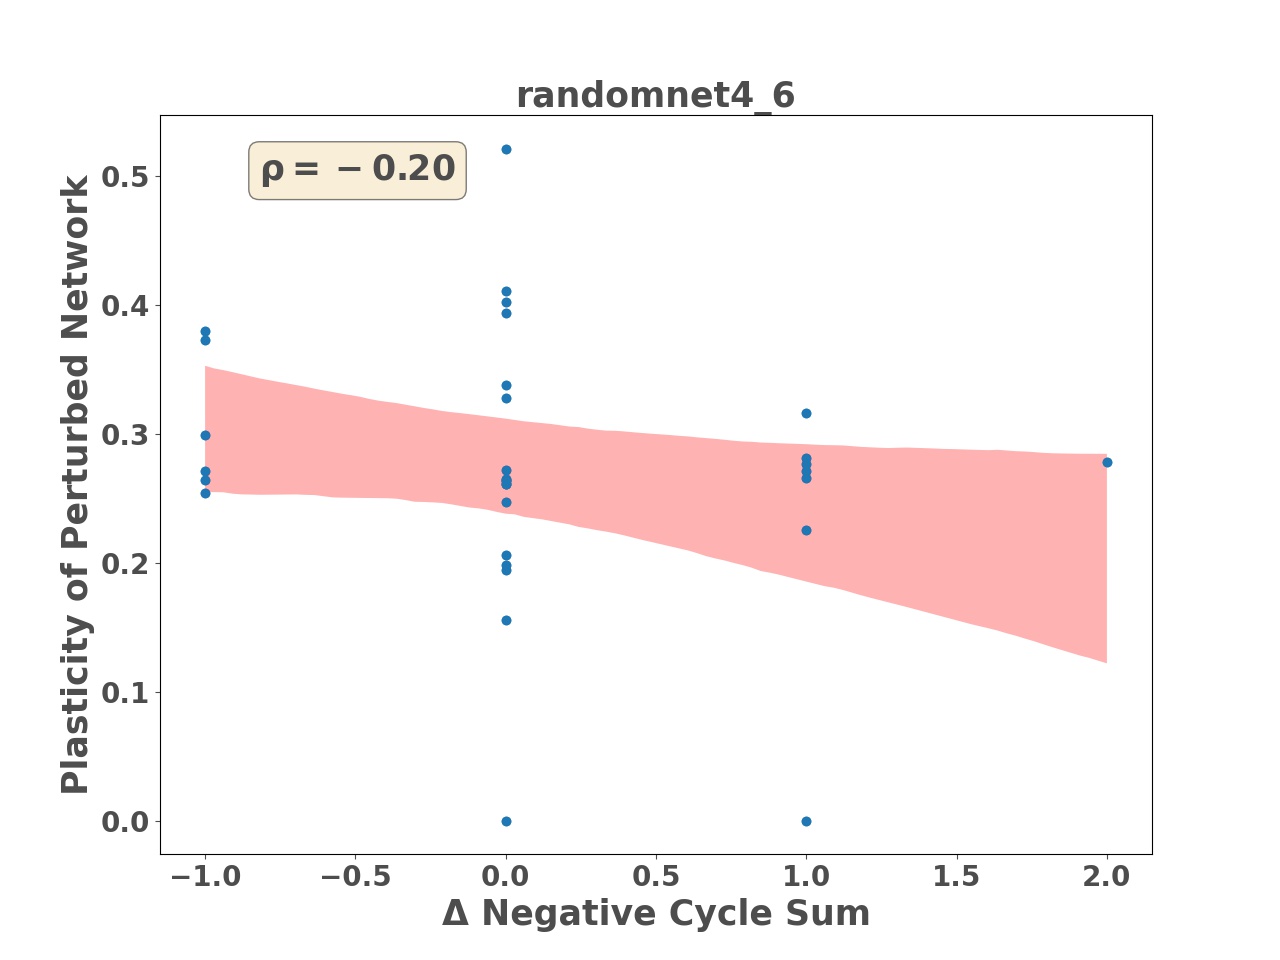 randomnet4_6
ρ = − 0.20
Plasticity of Perturbed Network
0.5
0.4
0.3
0.2
0.1
0.0
−1.0 −0.5 0.0 0.5 1.0 1.5 2.0
Δ Negative Cycle Sum